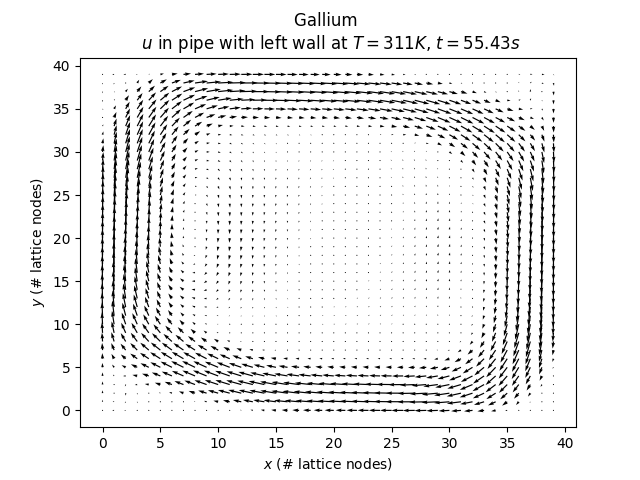 Gallium
u in pipe with left wall at T = 311K, t = 55.43s
40
35
30
25
20
15
10
5
0
y (# lattice nodes)
0 5 10 15 20 25 30 35 40
x (# lattice nodes)